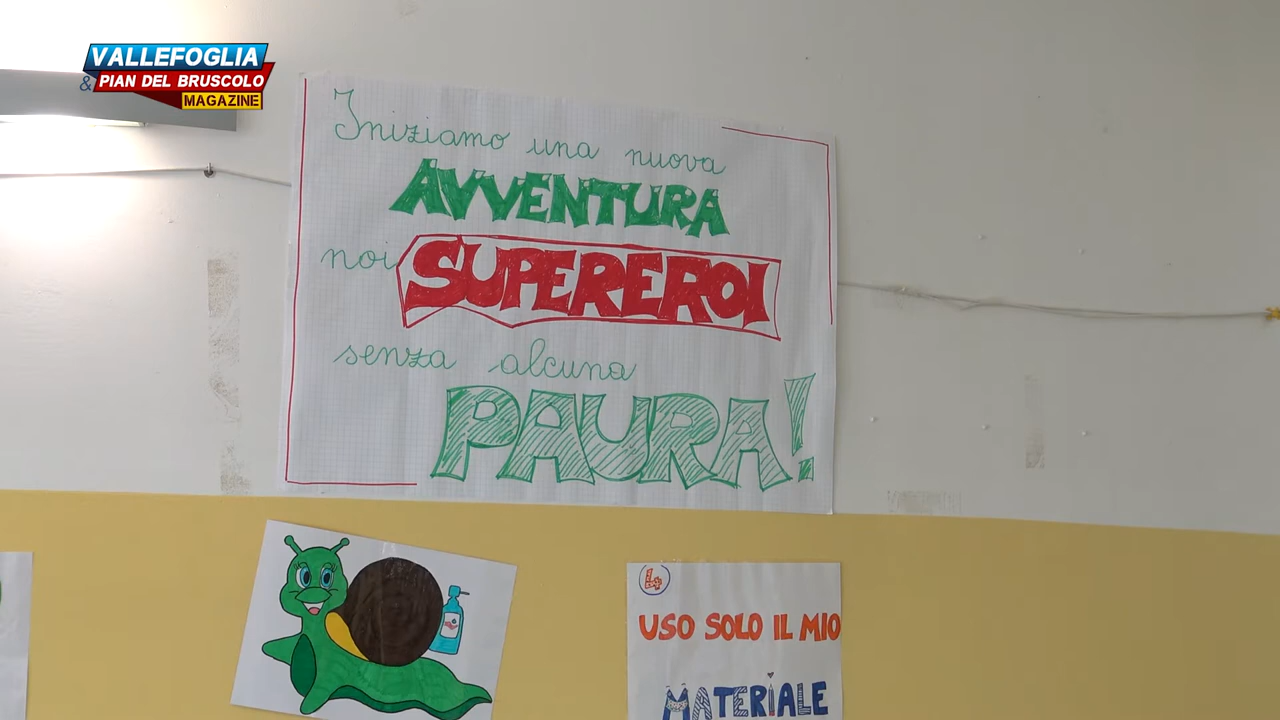 VALLEFOGLIA
& PIAN DEL BRUSCOLO
MAGAZINE
Iniziamo una nuova
AVVENTURA
noi SUPEREROI
senza alcuna
PAURA!
4
USO SOLO IL MIO
MATERIALE